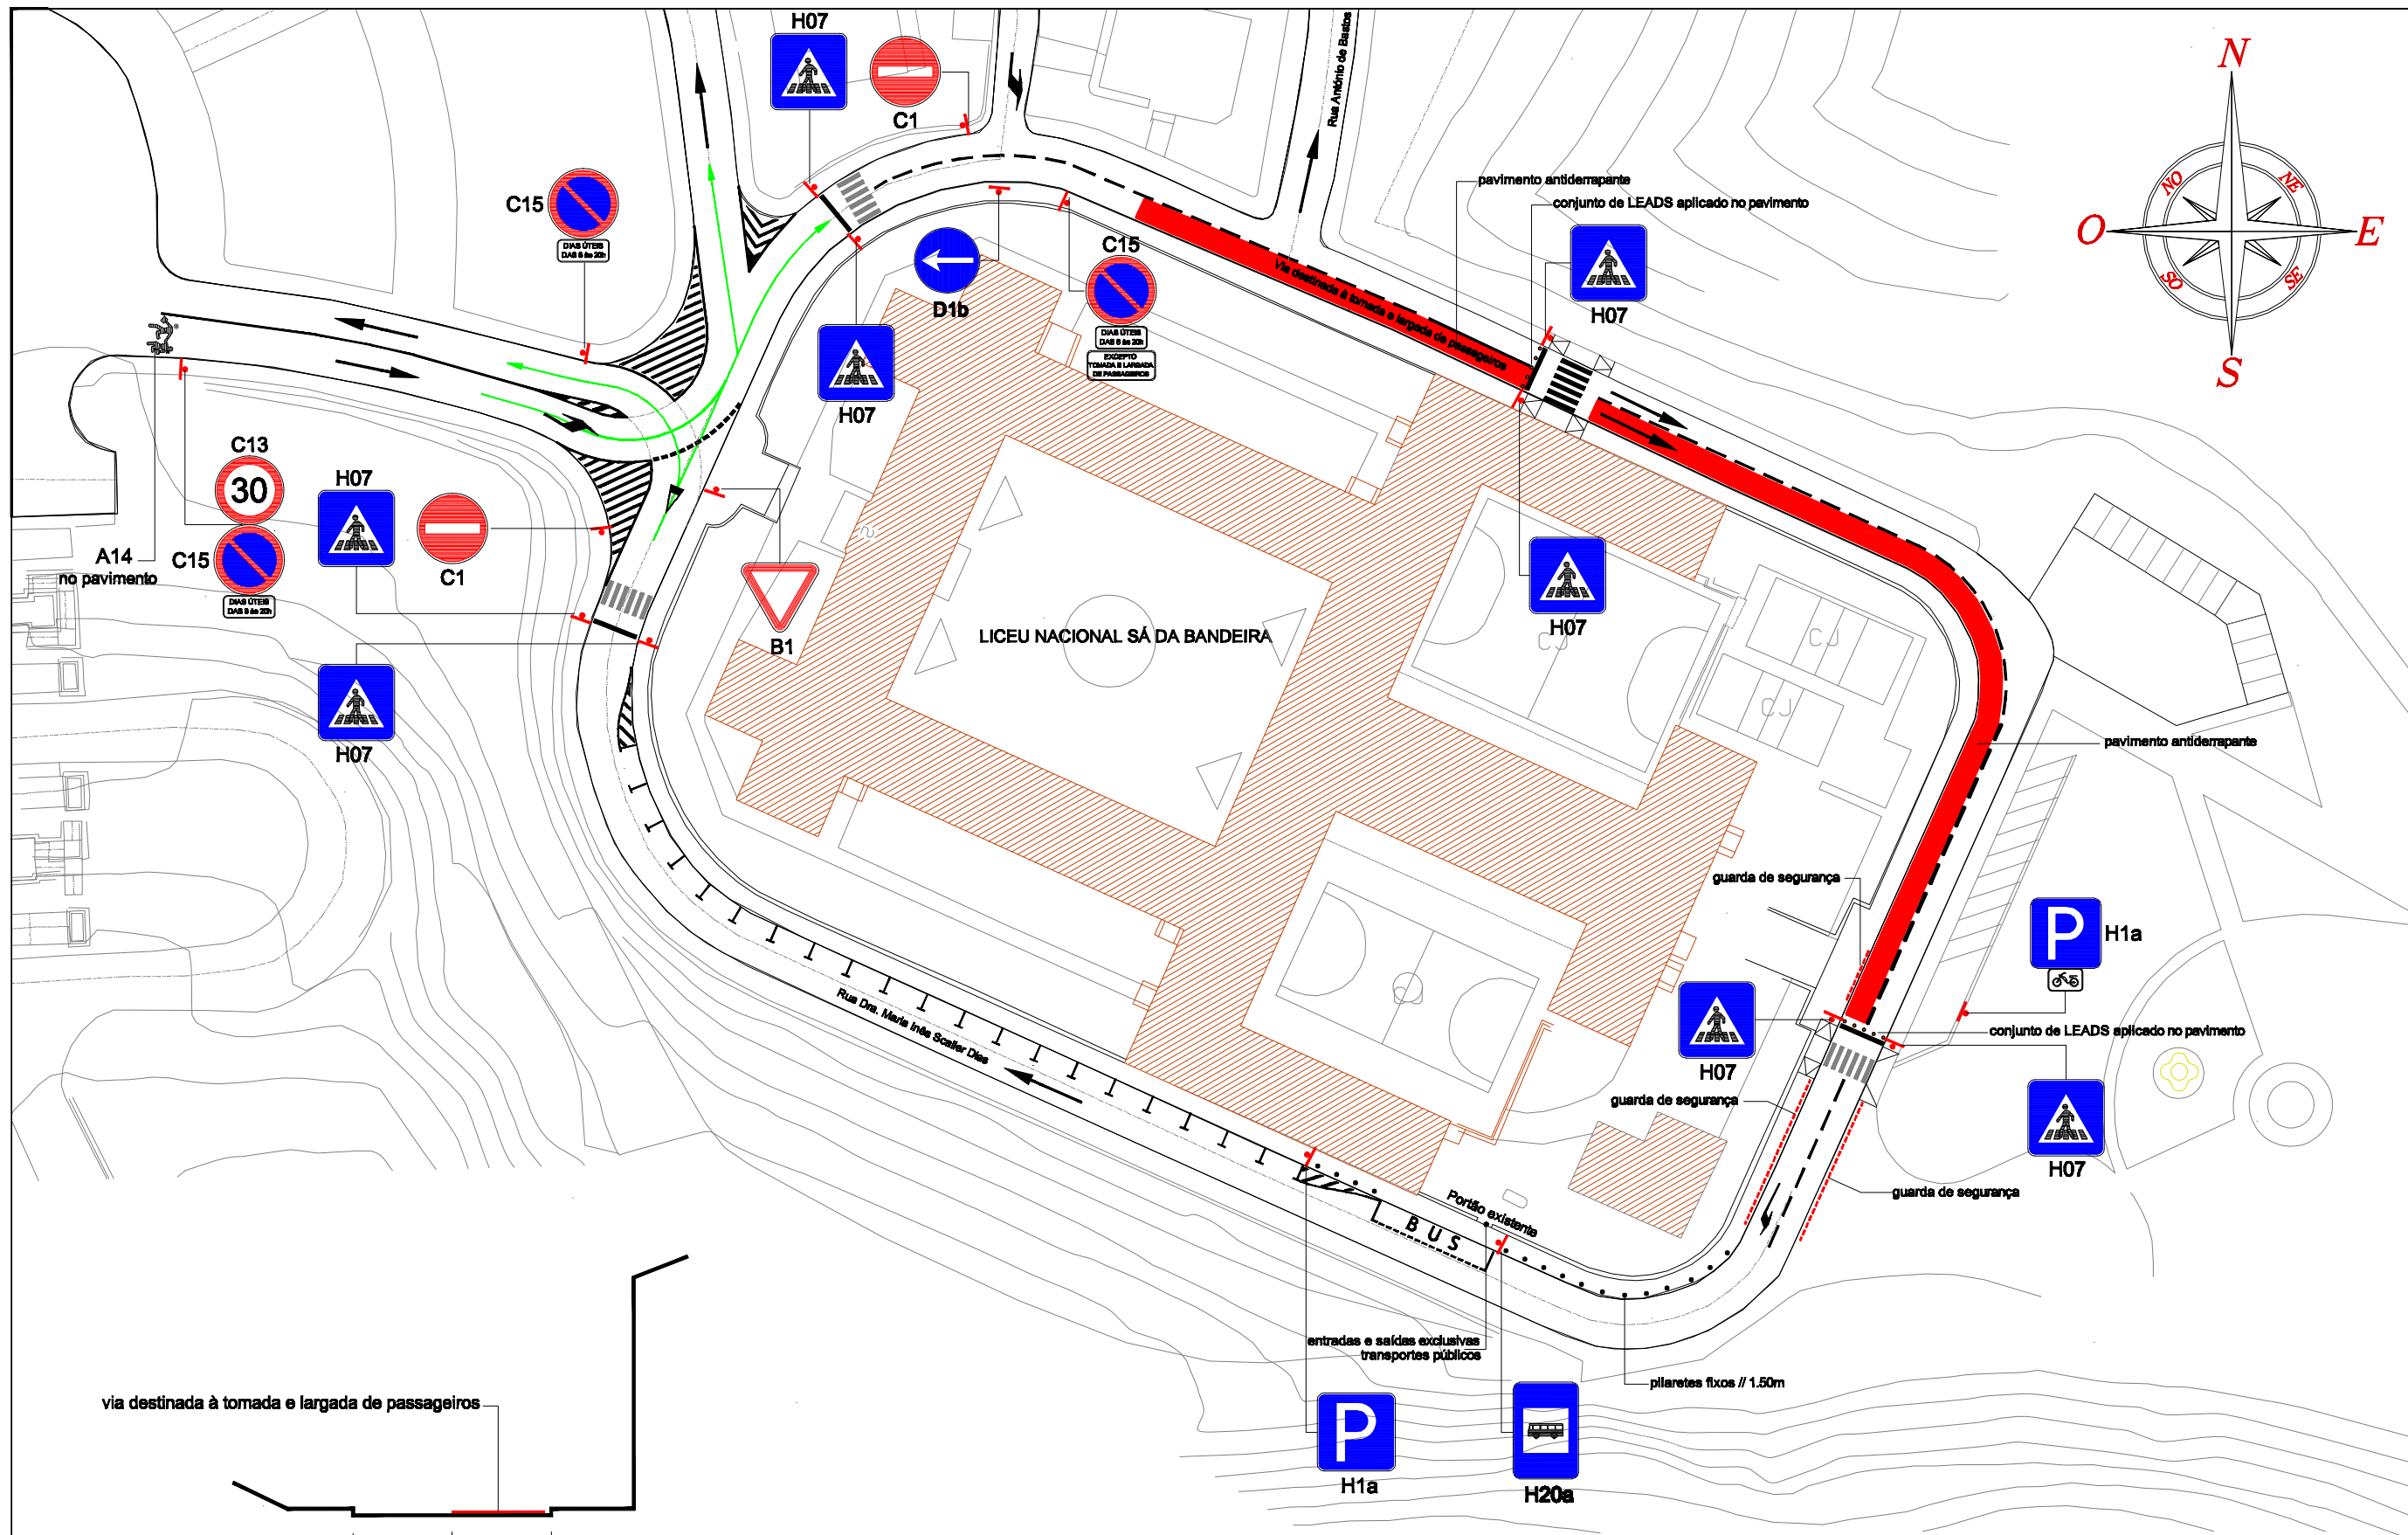 H07
C1
Rua António de Bastos
N
NO
NE
O
E
SO
SE
S
pavimento antiderrapante
conjunto de LEADS aplicado no pavimento
H07
C15
DIAS ÚTEIS
DAS 8 às 20h
D1b
C15
DIAS ÚTEIS
DAS 8 às 20h
EXCEPTO
TOMADA E LARGADA
DE PASSAGEIROS
Via destinada à tomada e largada de passageiros
H07
C13
30
H07
C15
DIAS ÚTEIS
DAS 8 às 20h
A14
no pavimento
C1
B1
LICEU NACIONAL SÁ DA BANDEIRA
H07
CJ
CJ
CJ
H07
pavimento antiderrapante
guarda de segurança
P
H1a
CJ
Rua Dra. Maria Inês Scaller Dias
conjunto de LEADS aplicado no pavimento
H07
guarda de segurança
H07
guarda de segurança
Portão existente
BUS
entradas e saídas exclusivas
transportes públicos
pilaretes fixos // 1.50m
via destinada à tomada e largada de passageiros
P
H1a
H20a